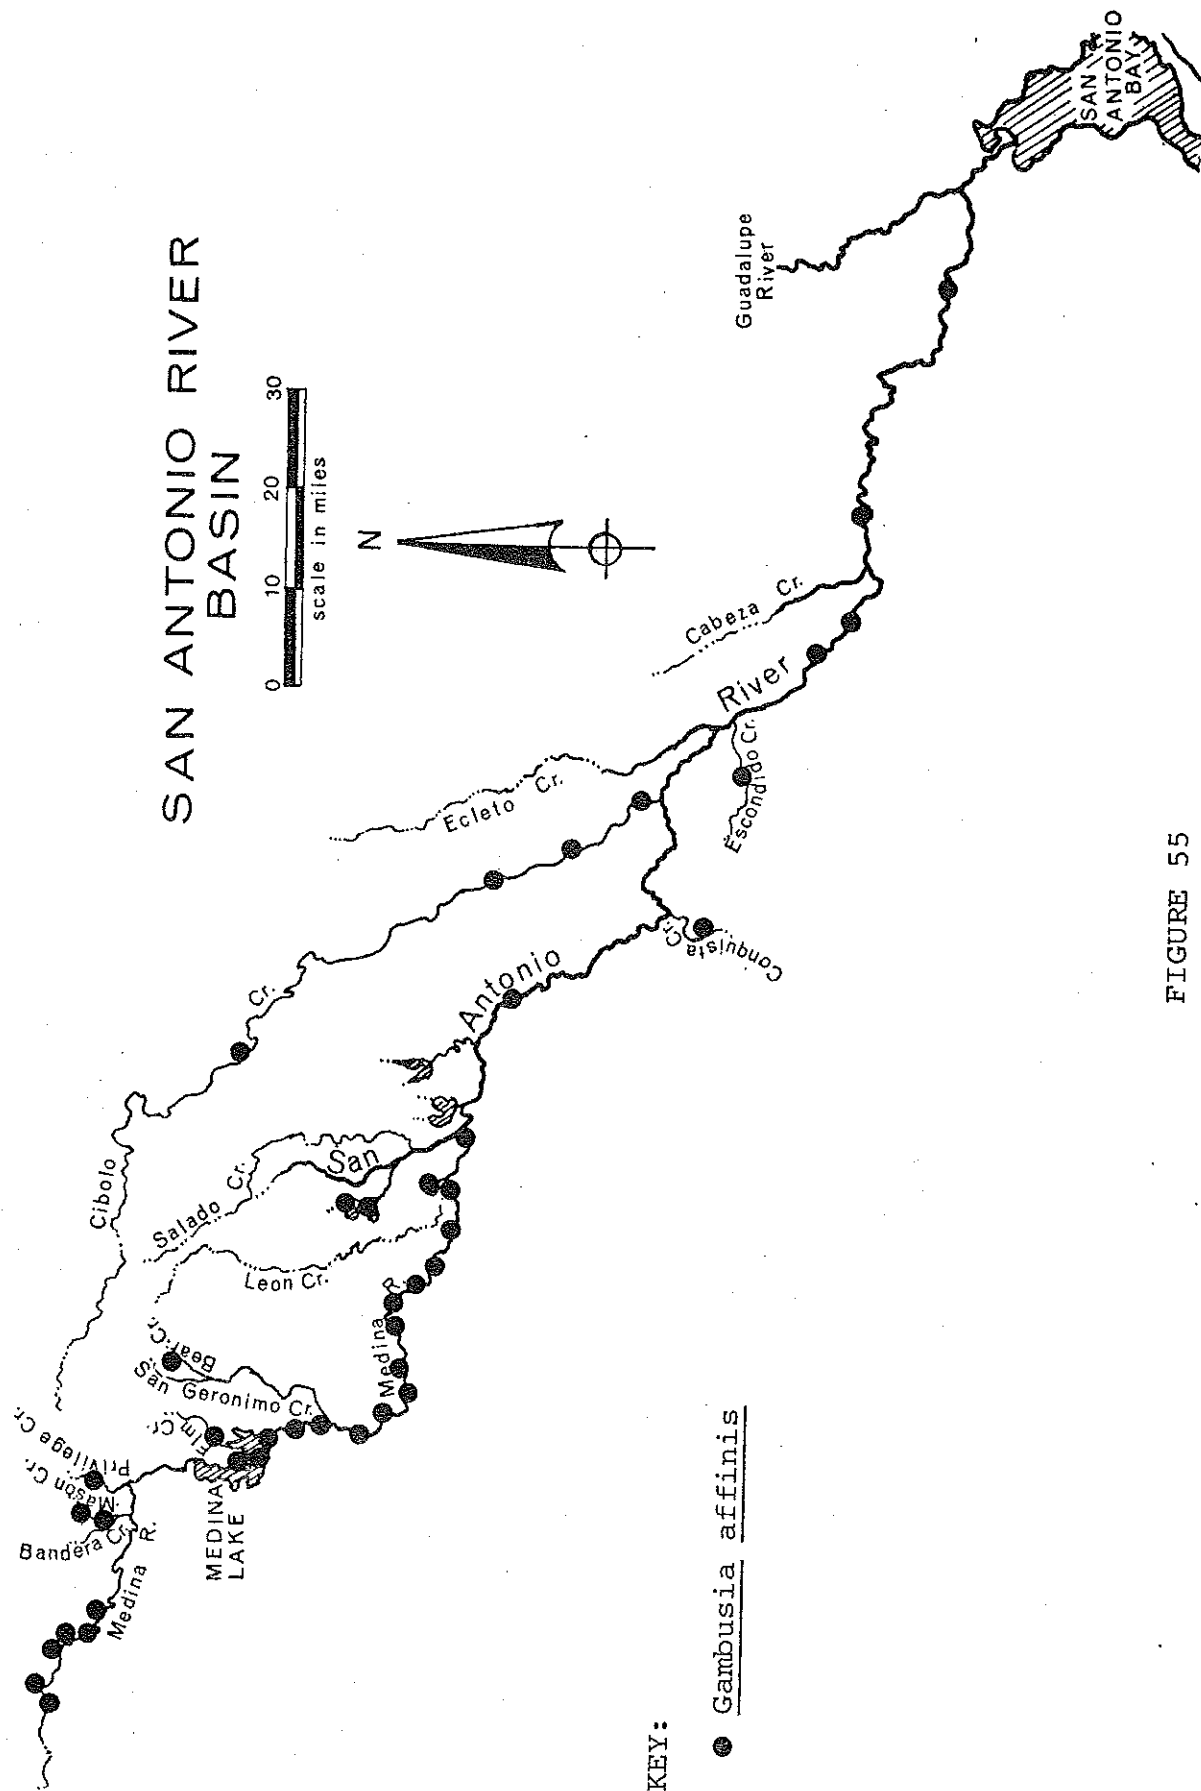 SAN ANTONIO RIVER
BASIN
0 10 20 30
scale in miles
N
Guadalupe
River
SAN
ANTONIO
BAY
Cabeza Cr.
River
Escondido Cr.
Ecleto Cr.
Conquista Cr.
Antonio
Cr.
Cibolo
San
Salado Cr.
Leon Cr.
Medina R.
Bear Cr.
San Geronimo Cr.
Elm Cr.
MEDINA
LAKE
Privilege Cr.
Mason Cr.
Bandera Cr.
Medina R.
KEY:
Gambusia affinis
FIGURE 55